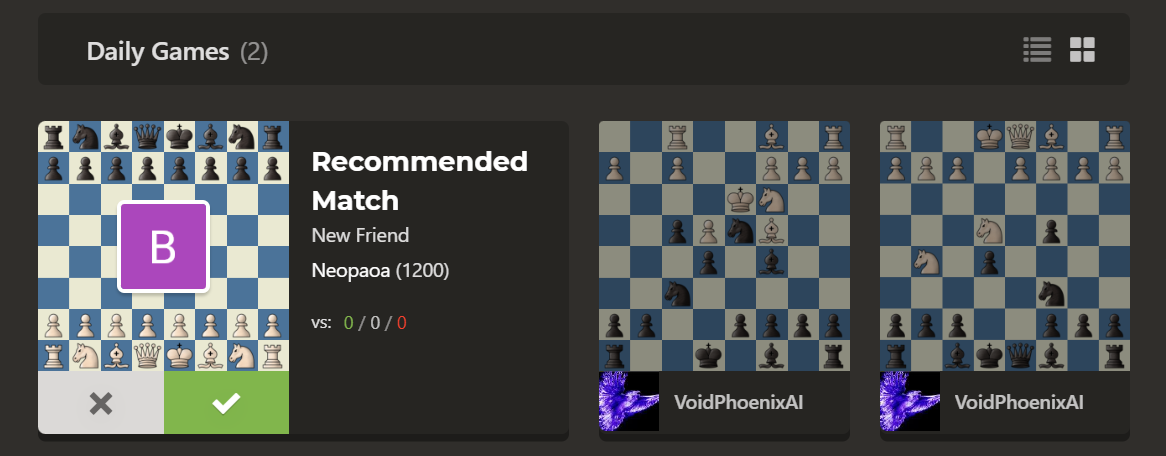 Daily Games (2)
B
Recommended
Match
New Friend
Neopaoa (1200)
vs: 0 / 0 / 0
VoidPhoenixAI
VoidPhoenixAI